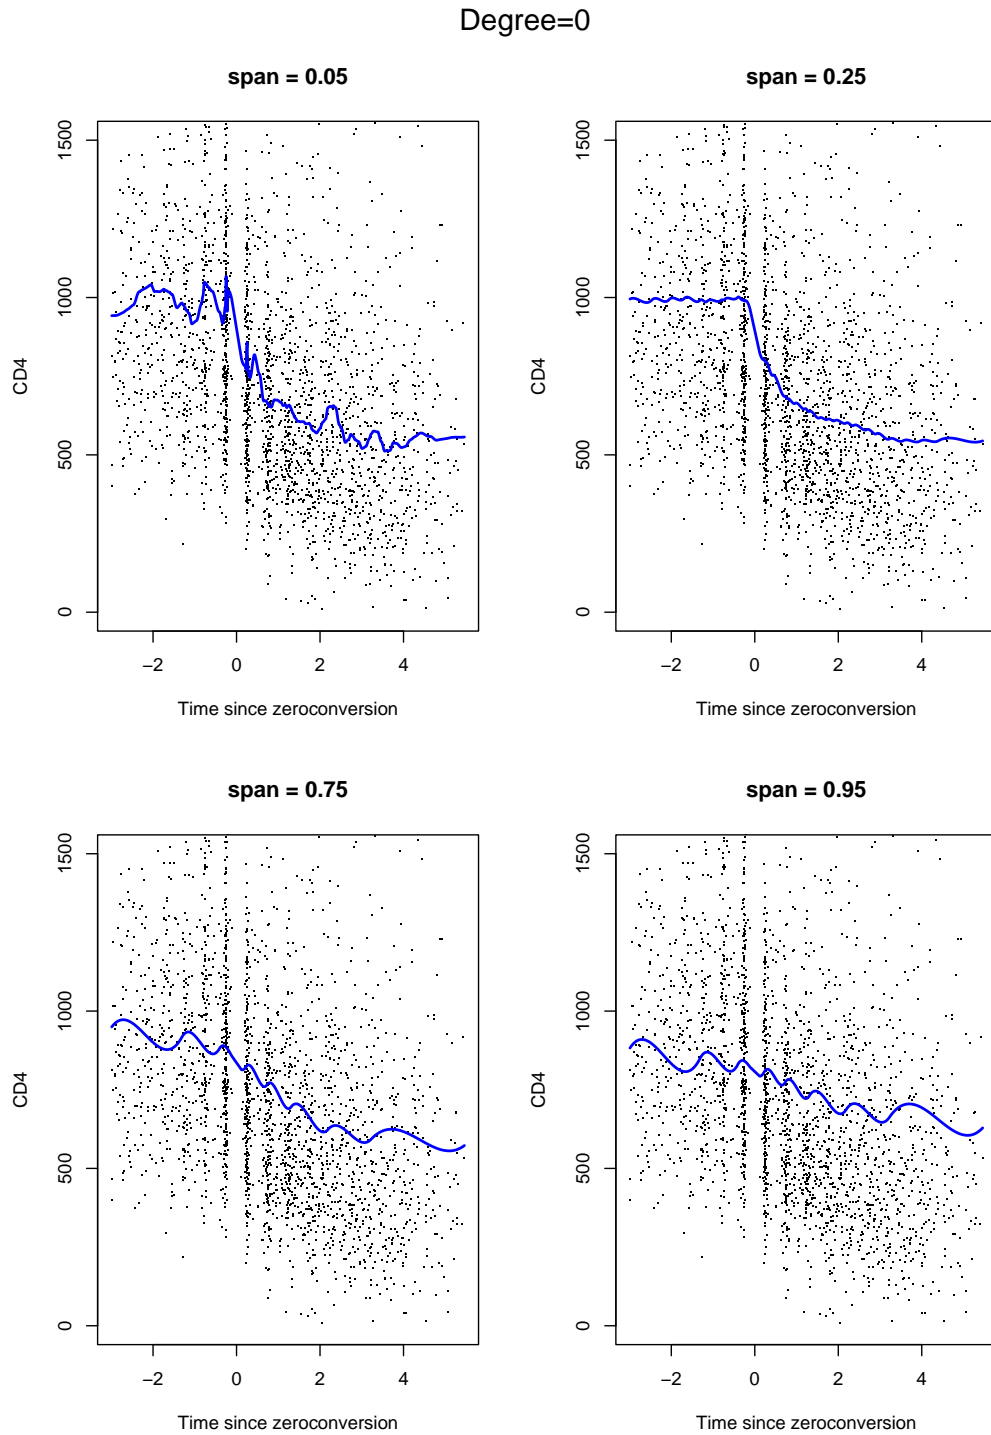 Degree=0
span = 0.05
1500
1000
500
0
CD4
−2 0 2 4
Time since zeroconversion
span = 0.25
1500
1000
500
0
CD4
−2 0 2 4
Time since zeroconversion
span = 0.75
1500
1000
500
0
CD4
−2 0 2 4
Time since zeroconversion
span = 0.95
1500
1000
500
0
CD4
−2 0 2 4
Time since zeroconversion